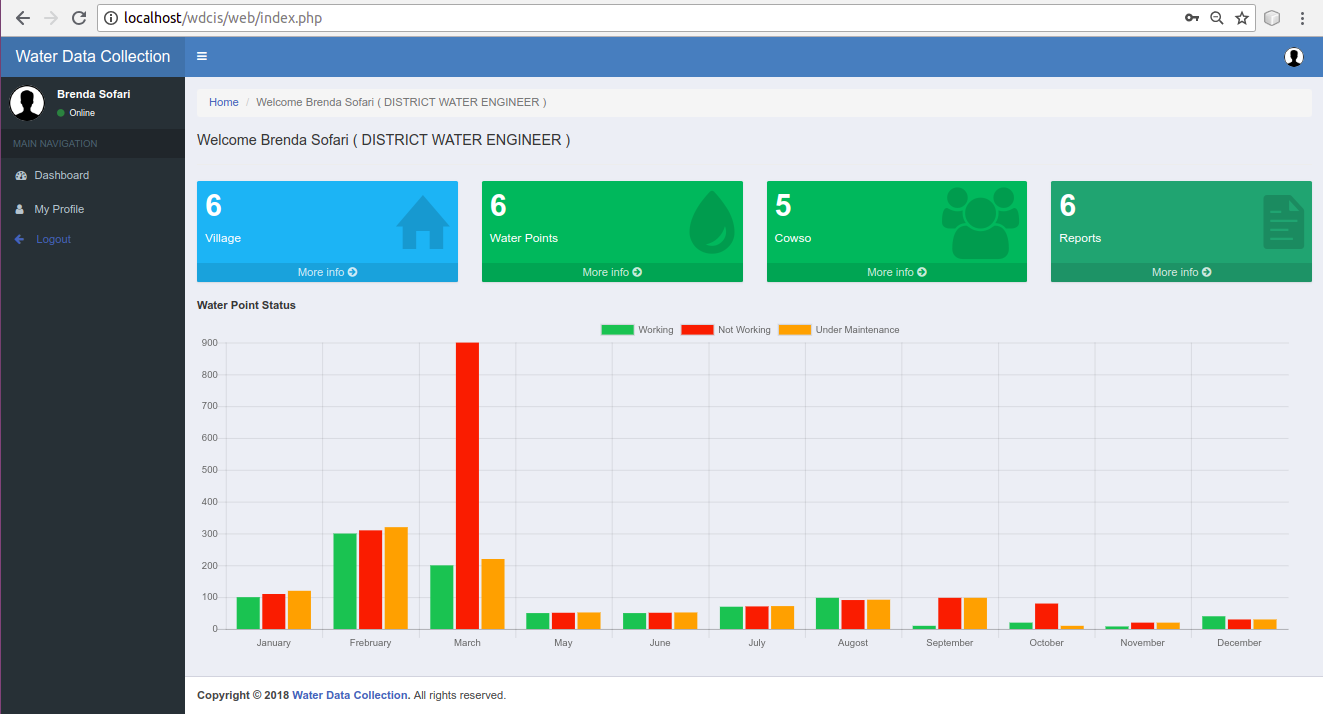 localhost/wdcis/web/index.php
Water Data Collection
Brenda Sofari
Online
MAIN NAVIGATION
Dashboard
My Profile
Logout
Home / Welcome Brenda Sofari ( DISTRICT WATER ENGINEER )
Welcome Brenda Sofari ( DISTRICT WATER ENGINEER )
6
Village
More info
6
Water Points
More info
5
Cowso
More info
6
Reports
More info
Water Point Status
Working Not Working Under Maintenance
900
800
700
600
500
400
300
200
100
0
January Frebruary March May June July Augost September October November December
Copyright © 2018 Water Data Collection. All rights reserved.